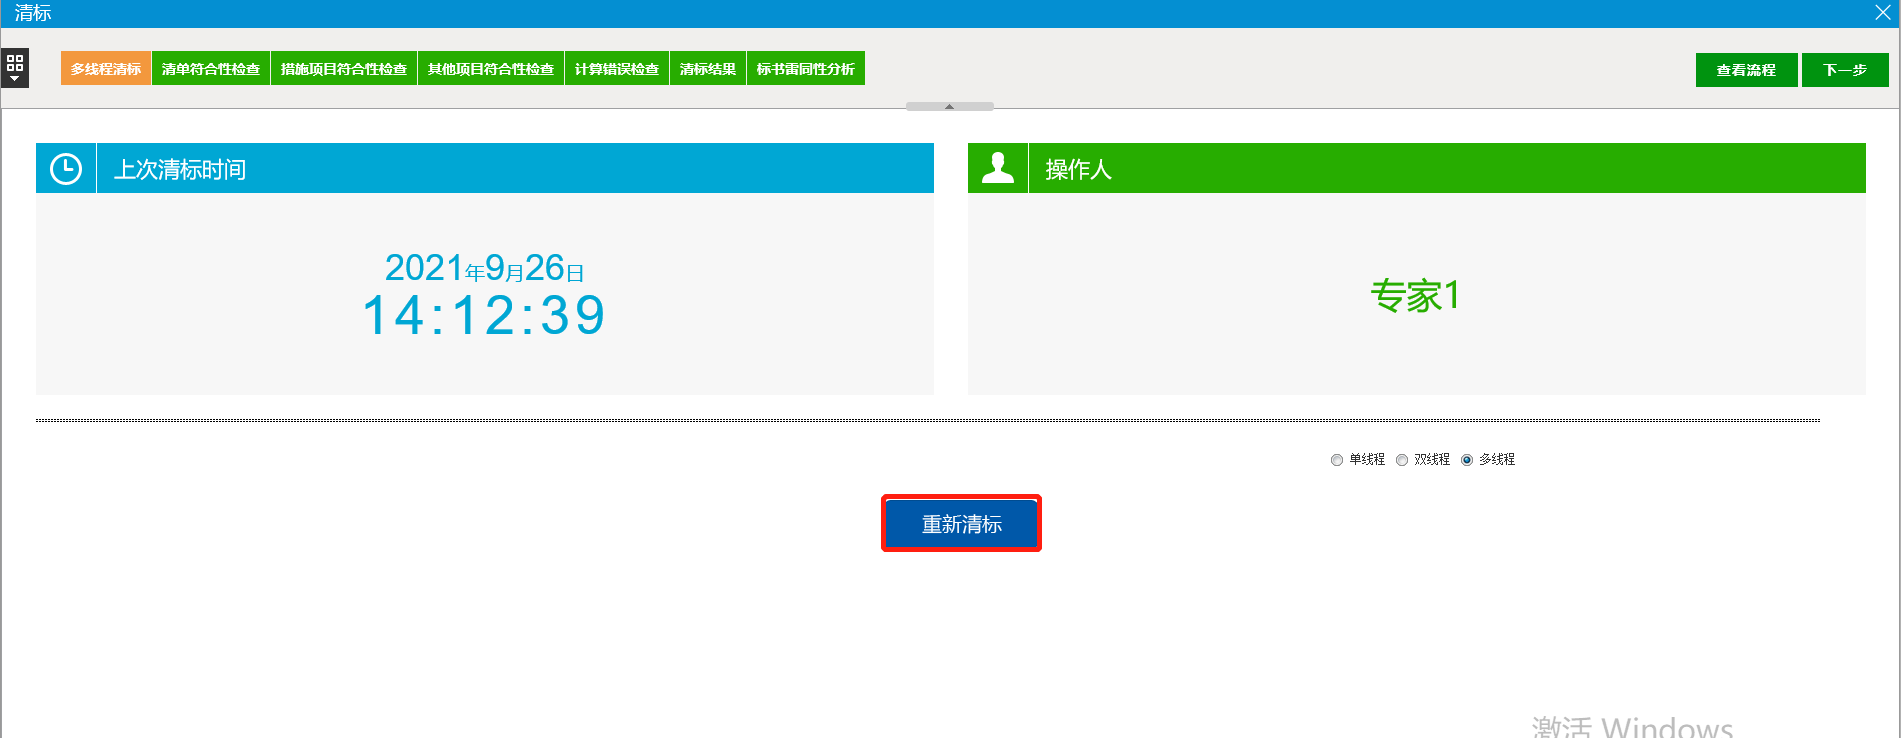 清标
多线程清标 清单符合性检查 措施项目符合性检查 其他项目符合性检查 计算错误检查 清标结果 标书雷同性分析 查看流程 下一步
上次清标时间
操作人
2021年9月26日
14:12:39
专家1
单线程 双线程 多线程
重新清标
激活 Windows